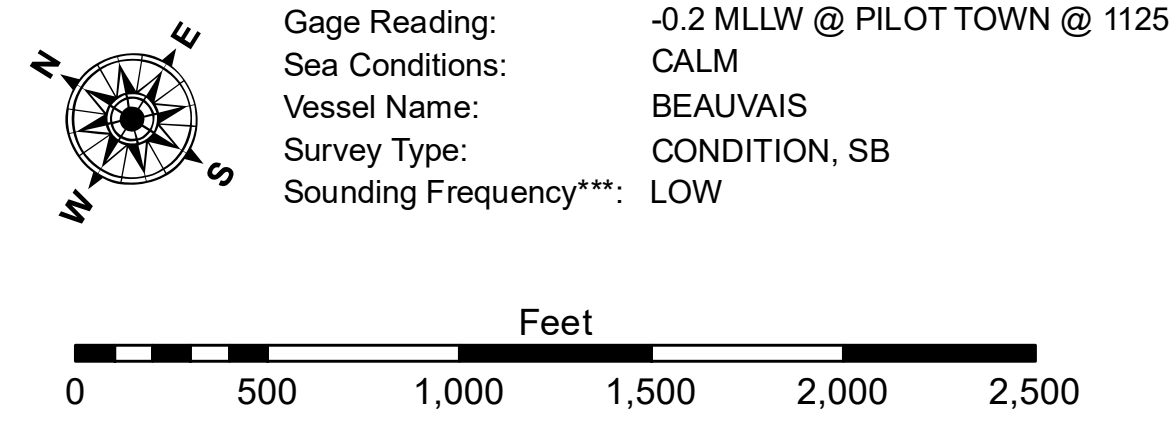 N
E
S
W
Gage Reading: -0.2 MLLW @ PILOT TOWN @ 1125
Sea Conditions: CALM
Vessel Name: BEAUVAIS
Survey Type: CONDITION, SB
Sounding Frequency***: LOW
Feet
0 500 1,000 1,500 2,000 2,500